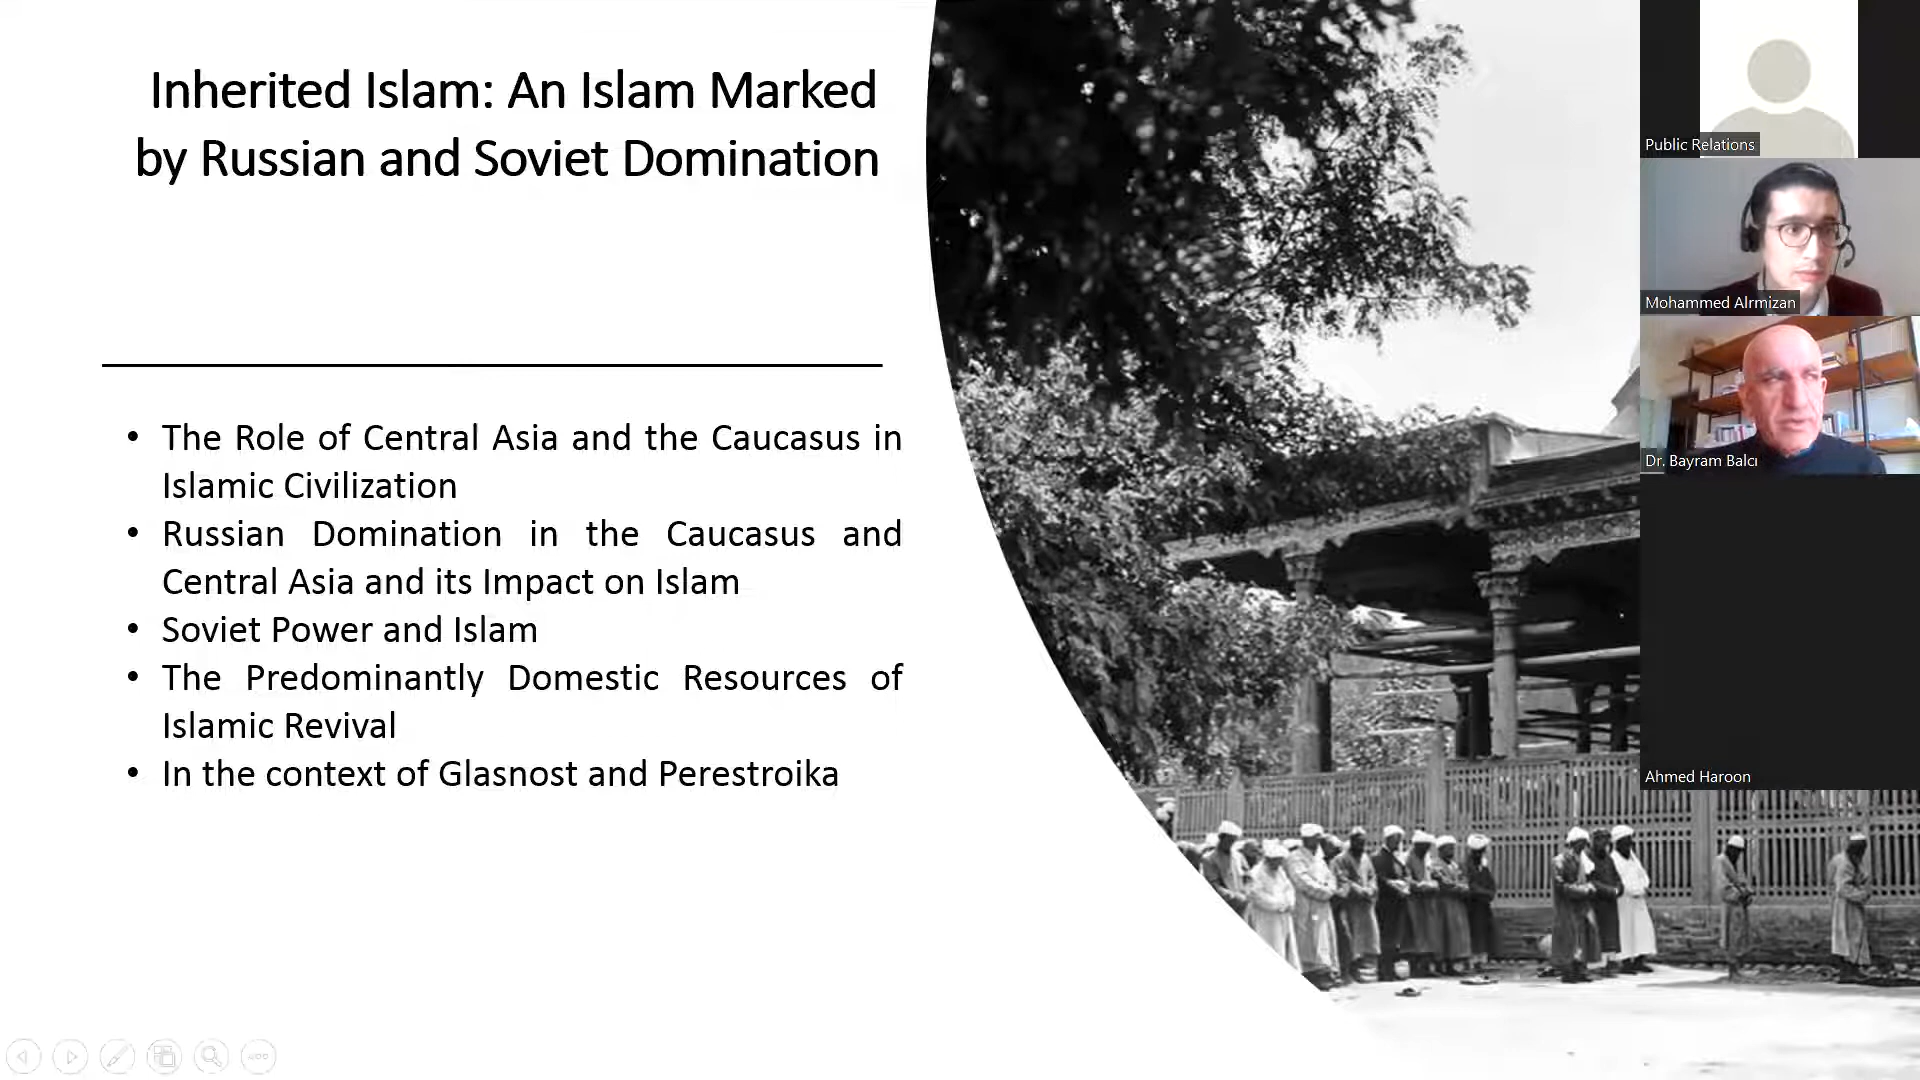 Inherited Islam: An Islam Marked
by Russian and Soviet Domination
• The Role of Central Asia and the Caucasus in
Islamic Civilization
• Russian Domination in the Caucasus and
Central Asia and its Impact on Islam
• Soviet Power and Islam
• The Predominantly Domestic Resources of
Islamic Revival
• In the context of Glasnost and Perestroika
Public Relations
Mohammed Alrmizan
Dr. Bayram Balcı
Ahmed Haroon